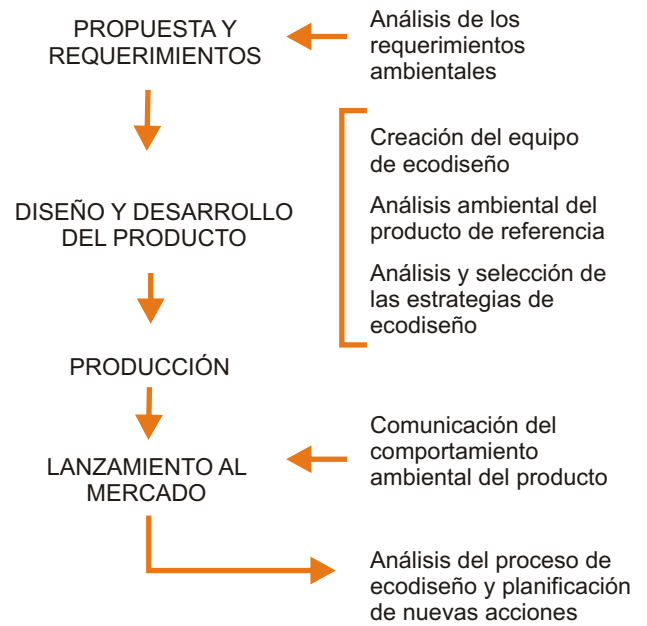 PROPUESTA Y
REQUERIMIENTOS
Análisis de los
requerimientos
ambientales
Creación del equipo
de ecodiseño
Análisis ambiental del
producto de referencia
Análisis y selección de
las estrategias de
ecodiseño
DISEÑO Y DESARROLLO
DEL PRODUCTO
PRODUCCIÓN
LANZAMIENTO AL
MERCADO
Comunicación del
comportamiento
ambiental del producto
Análisis del proceso de
ecodiseño y planificación
de nuevas acciones